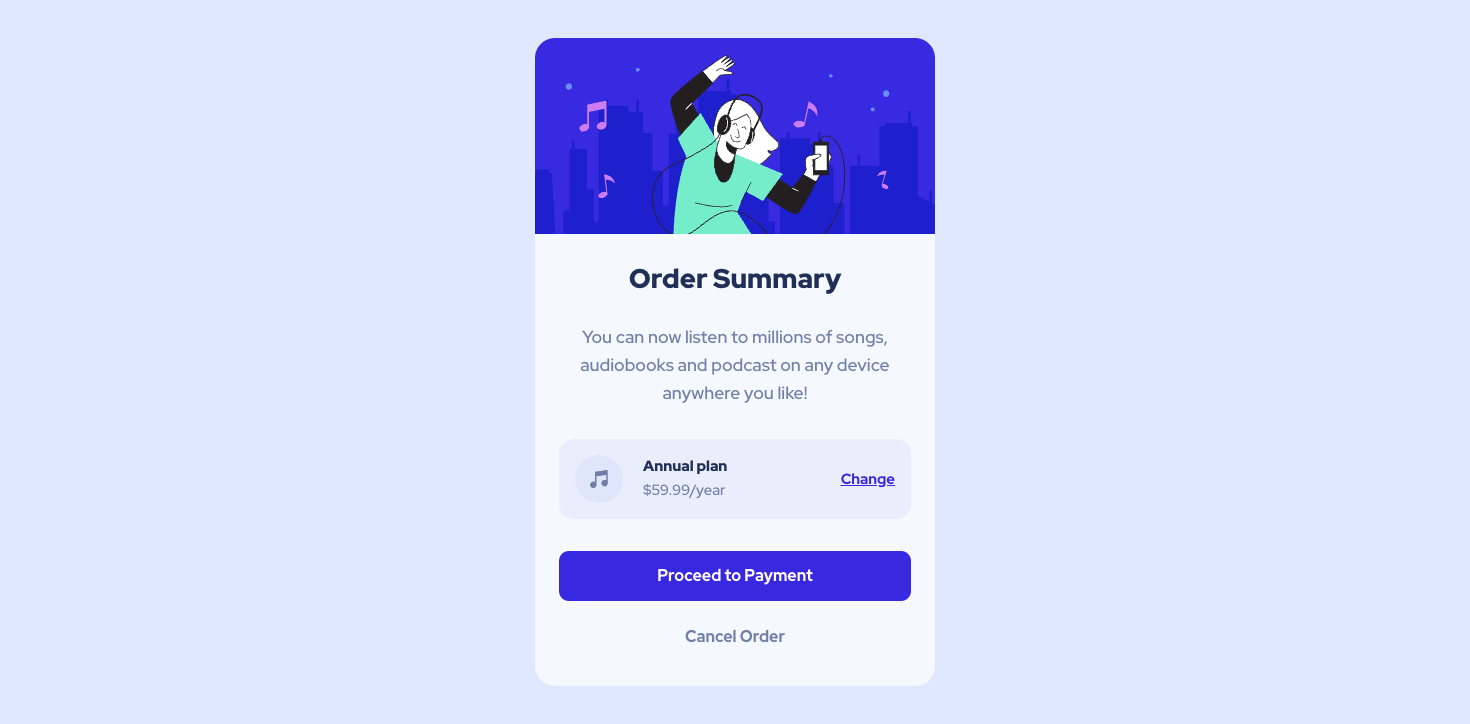 Order Summary
You can now listen to millions of songs,
audiobooks and podcast on any device
anywhere you like!
Annual plan
$59.99/year
Change
Proceed to Payment
Cancel Order